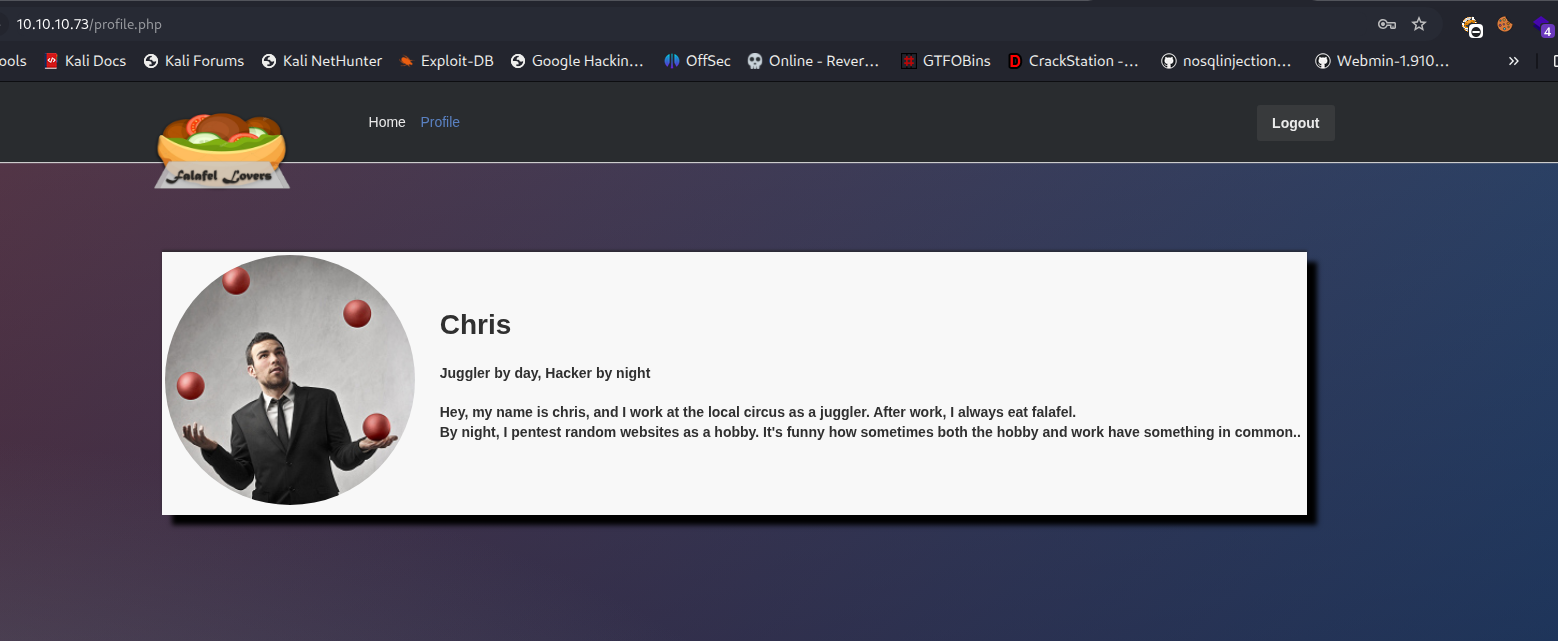 10.10.10.73/profile.php
ools Kali Docs Kali Forums Kali NetHunter Exploit-DB Google Hackin… OffSec Online - Rever… GTFOBins CrackStation -… nosqlinjection… Webmin-1.910… »
4
Home Profile Logout
Falafel Lovers
Chris
Juggler by day, Hacker by night
Hey, my name is chris, and I work at the local circus as a juggler. After work, I always eat falafel.
By night, I pentest random websites as a hobby. It's funny how sometimes both the hobby and work have something in common..